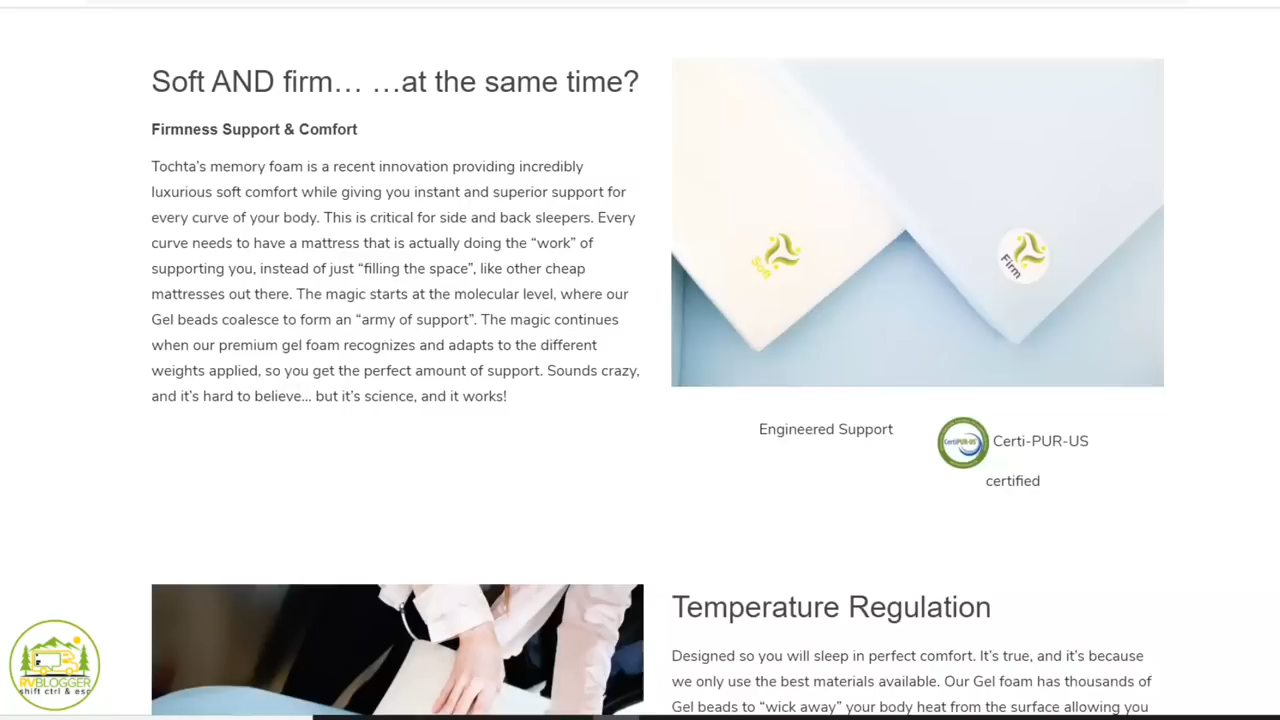 Soft AND firm… …at the same time?
Firmness Support & Comfort
Tochta’s memory foam is a recent innovation providing incredibly
luxurious soft comfort while giving you instant and superior support for
every curve of your body. This is critical for side and back sleepers. Every
curve needs to have a mattress that is actually doing the “work” of
supporting you, instead of just “filling the space”, like other cheap
mattresses out there. The magic starts at the molecular level, where our
Gel beads coalesce to form an “army of support”. The magic continues
when our premium gel foam recognizes and adapts to the different
weights applied, so you get the perfect amount of support. Sounds crazy,
and it’s hard to believe… but it’s science, and it works!
Soft
Firm
Engineered Support
CertiPUR-US
Certi-PUR-US
certified
Temperature Regulation
Designed so you will sleep in perfect comfort. It’s true, and it’s because
we only use the best materials available. Our Gel foam has thousands of
Gel beads to “wick away” your body heat from the surface allowing you
RVBLOGGER
shift ctrl & esc